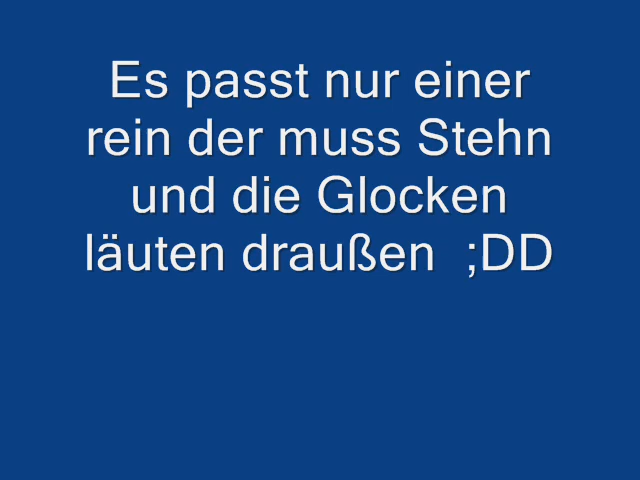 Es passt nur einer
rein der muss Stehn
und die Glocken
läuten draußen  ;DD